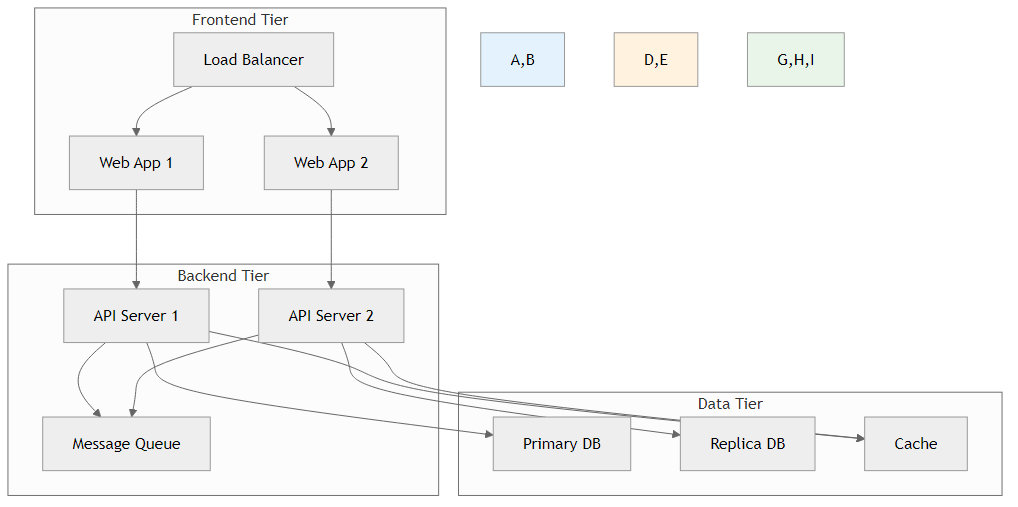 Frontend Tier
Load Balancer
A,B
D,E
G,H,I
Web App 1
Web App 2
Backend Tier
API Server 1
API Server 2
Data Tier
Message Queue
Primary DB
Replica DB
Cache